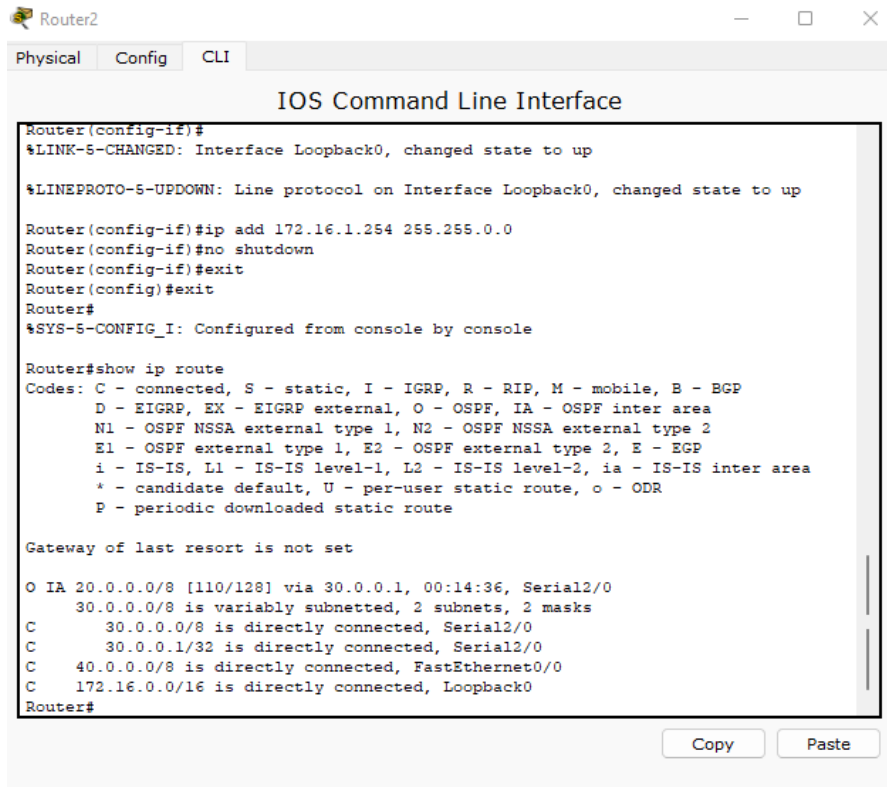 Router2
Physical Config CLI
IOS Command Line Interface
Router(config-if)#
%LINK-5-CHANGED: Interface Loopback0, changed state to up
%LINEPROTO-5-UPDOWN: Line protocol on Interface Loopback0, changed state to up
Router(config-if)#ip add 172.16.1.254 255.255.0.0
Router(config-if)#no shutdown
Router(config-if)#exit
Router(config)#exit
Router#
%SYS-5-CONFIG_I: Configured from console by console
Router#show ip route
Codes: C - connected, S - static, I - IGRP, R - RIP, M - mobile, B - BGP
D - EIGRP, EX - EIGRP external, O - OSPF, IA - OSPF inter area
N1 - OSPF NSSA external type 1, N2 - OSPF NSSA external type 2
E1 - OSPF external type 1, E2 - OSPF external type 2, E - EGP
i - IS-IS, L1 - IS-IS level-1, L2 - IS-IS level-2, ia - IS-IS inter area
* - candidate default, U - per-user static route, o - ODR
P - periodic downloaded static route
Gateway of last resort is not set
O IA 20.0.0.0/8 [110/128] via 30.0.0.1, 00:14:36, Serial2/0
30.0.0.0/8 is variably subnetted, 2 subnets, 2 masks
C 30.0.0.0/8 is directly connected, Serial2/0
C 30.0.0.1/32 is directly connected, Serial2/0
C 40.0.0.0/8 is directly connected, FastEthernet0/0
C 172.16.0.0/16 is directly connected, Loopback0
Router#
Copy Paste